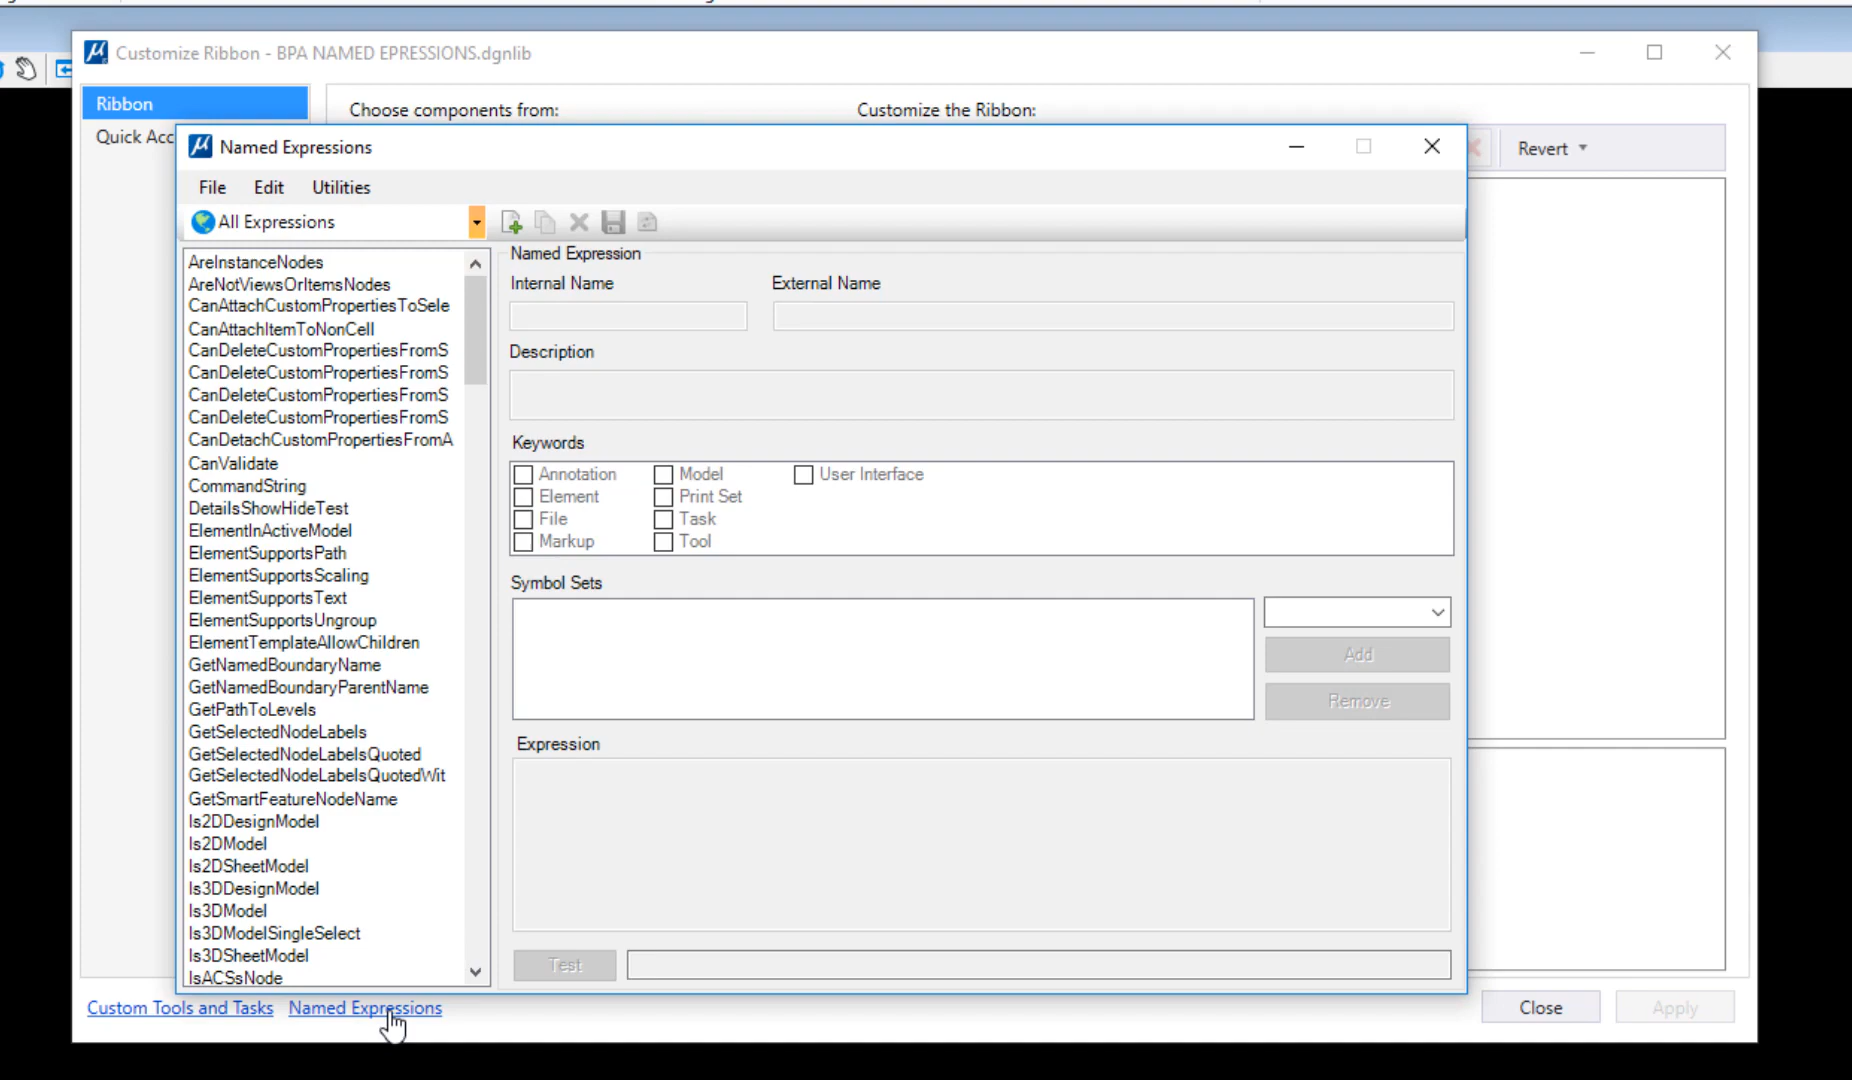 Customize Ribbon - BPA NAMED EPRESSIONS.dgnlib
Ribbon
Quick Acc
Choose components from:
Customize the Ribbon:
Revert
Named Expressions
File Edit Utilities
All Expressions
AreInstanceNodes
AreNotViewsOrItemsNodes
CanAttachCustomPropertiesToSele
CanAttachItemToNonCell
CanDeleteCustomPropertiesFromS
CanDeleteCustomPropertiesFromS
CanDeleteCustomPropertiesFromS
CanDeleteCustomPropertiesFromS
CanDetachCustomPropertiesFromA
CanValidate
CommandString
DetailsShowHideTest
ElementInActiveModel
ElementSupportsPath
ElementSupportsScaling
ElementSupportsText
ElementSupportsUngroup
ElementTemplateAllowChildren
GetNamedBoundaryName
GetNamedBoundaryParentName
GetPathToLevels
GetSelectedNodeLabels
GetSelectedNodeLabelsQuoted
GetSelectedNodeLabelsQuotedWit
GetSmartFeatureNodeName
Is2DDesignModel
Is2DModel
Is2DSheetModel
Is3DDesignModel
Is3DModel
Is3DModelSingleSelect
Is3DSheetModel
IsACSsNode
Named Expression
Internal Name
External Name
Description
Keywords
Annotation Model User Interface
Element Print Set
File Task
Markup Tool
Symbol Sets
Add
Remove
Expression
Test
Custom Tools and Tasks Named Expressions
Close Apply